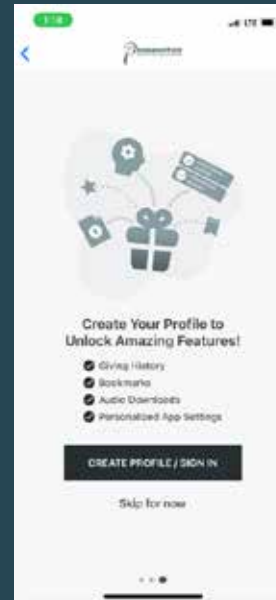 LTE
Create Your Profile to
Unlock Amazing Features!
Giving History
Bookmarks
Audio Downloads
Personalized App Settings
CREATE PROFILE / SIGN IN
Skip for now